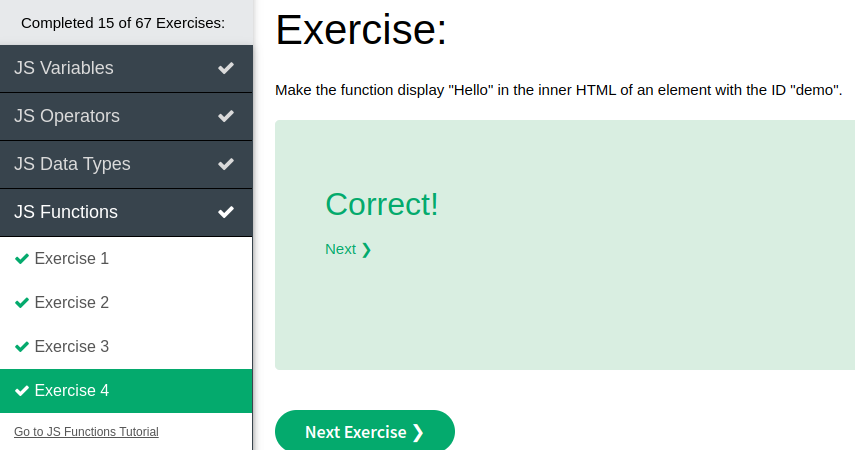 Completed 15 of 67 Exercises:
JS Variables
JS Operators
JS Data Types
JS Functions
Exercise 1
Exercise 2
Exercise 3
Exercise 4
Go to JS Functions Tutorial
Exercise:
Make the function display "Hello" in the inner HTML of an element with the ID "demo".
Correct!
Next ❯
Next Exercise ❯